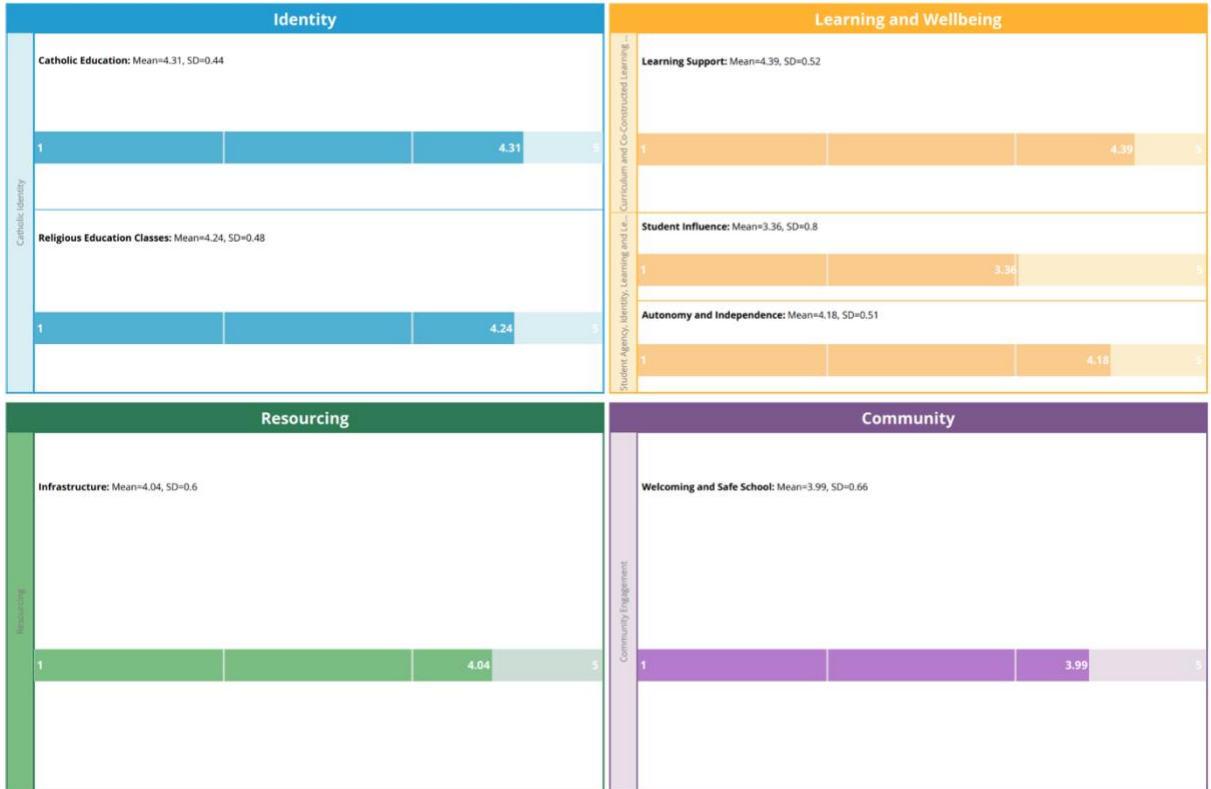 Identity
Catholic Identity
Catholic Education: Mean=4.31, SD=0.44
1 4.31 5
Religious Education Classes: Mean=4.24, SD=0.48
1 4.24 5
Learning and Wellbeing
Curriculum and Co-Constructed Learning ...
Learning Support: Mean=4.39, SD=0.52
1 4.39 5
Student Agency, Identity, Learning and Le...
Student Influence: Mean=3.36, SD=0.8
1 3.36 5
Autonomy and Independence: Mean=4.18, SD=0.51
1 4.18 5
Resourcing
Resourcing
Infrastructure: Mean=4.04, SD=0.6
1 4.04 5
Community
Community Engagement
Welcoming and Safe School: Mean=3.99, SD=0.66
1 3.99 5